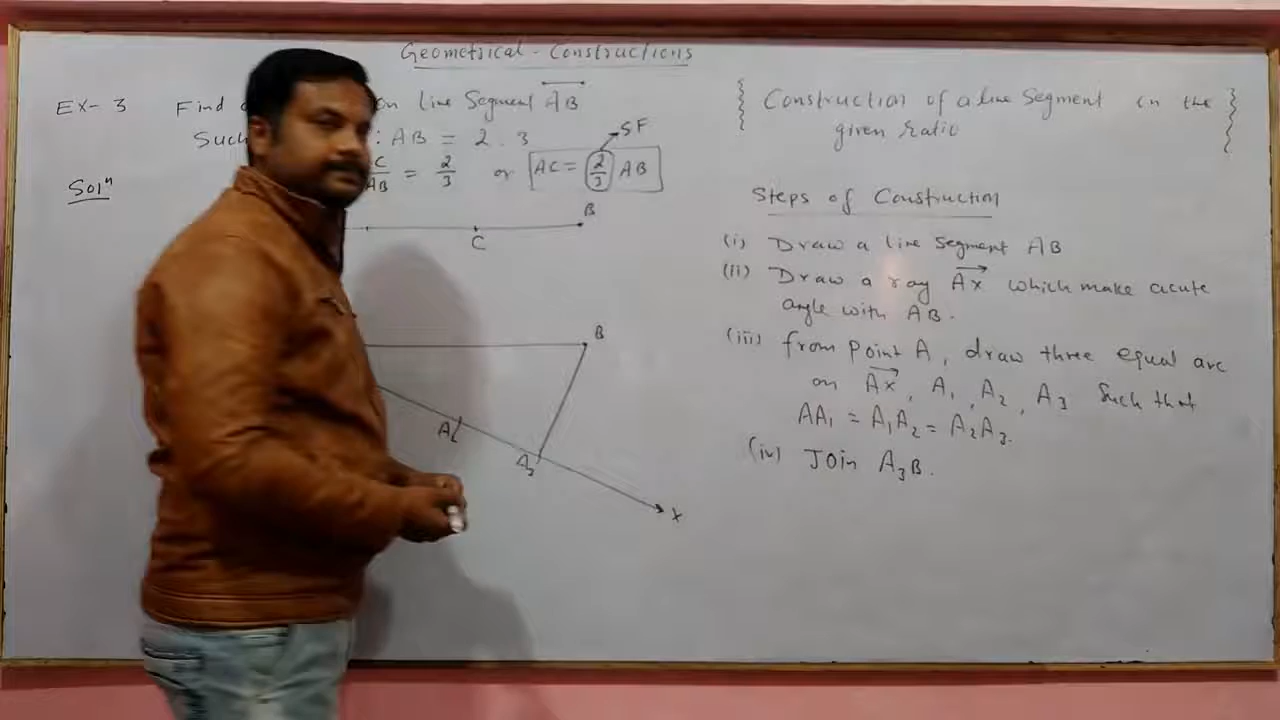 Geometrical - Constructions
Ex- 3 Find on line Segment AB
Such : AB = 2 . 3
SF
Solⁿ C/AB = 2/3 or AC = 2/3 AB
B
C
B
A₂
A₃
X
{ Construction of a line Segment in the }
given ratio
Steps of Construction
(i) Draw a line segment AB
(ii) Draw a ray AX which make acute
angle with AB.
(iii) from point A, draw three equal arc
on AX, A₁, A₂, A₃ Such that
AA₁ = A₁A₂ = A₂A₃.
(iv) Join A₃B.